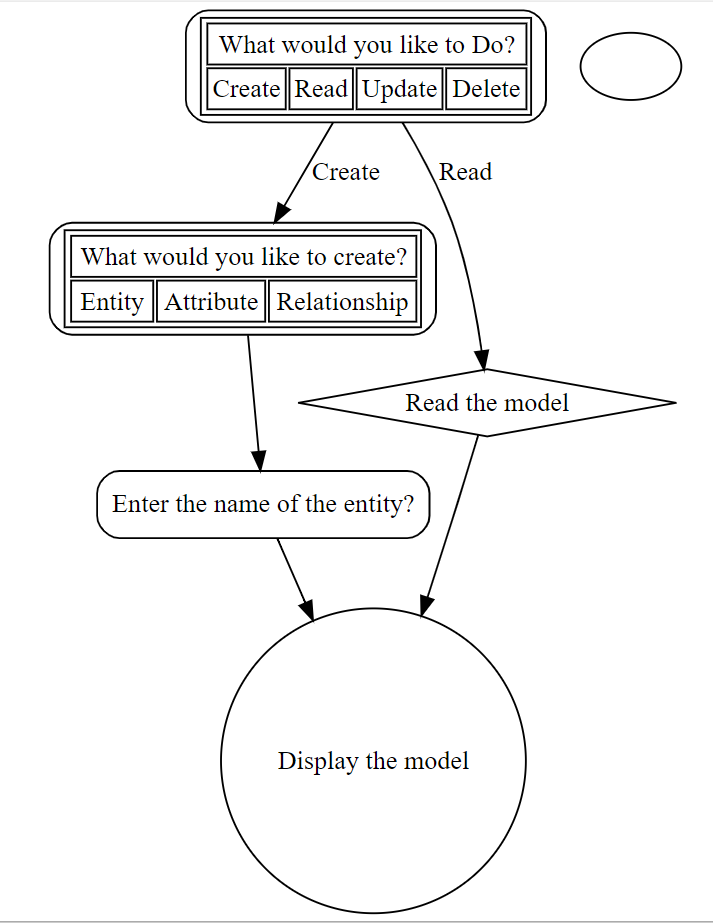 What would you like to Do?
Create Read Update Delete
Create Read
What would you like to create?
Entity Attribute Relationship
Read the model
Enter the name of the entity?
Display the model